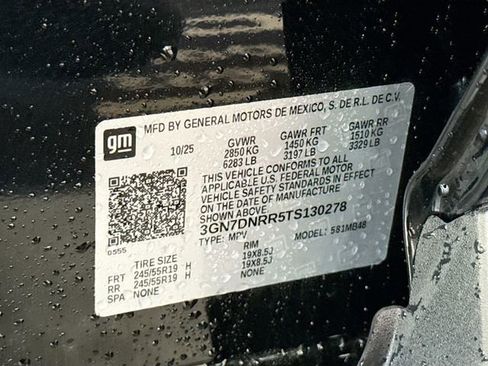 gm
MFD BY GENERAL MOTORS DE MEXICO, S. DE R.L. DE C.V.
10/25 GVWR GAWR FRT GAWR RR
2850 KG 1450 KG 1510 KG
6283 LB 3197 LB 3329 LB
THIS VEHICLE CONFORMS TO ALL
APPLICABLE U.S. FEDERAL MOTOR
VEHICLE SAFETY STANDARDS IN EFFECT
ON THE DATE OF MANUFACTURE
3GN7DNRR5TS130278
TYPE: MPV MODEL: 581MB48
0555
TIRE SIZE RIM
FRT 245/55R19 H 19X8.5J
RR 245/55R19 H 19X8.5J
SPA NONE NONE